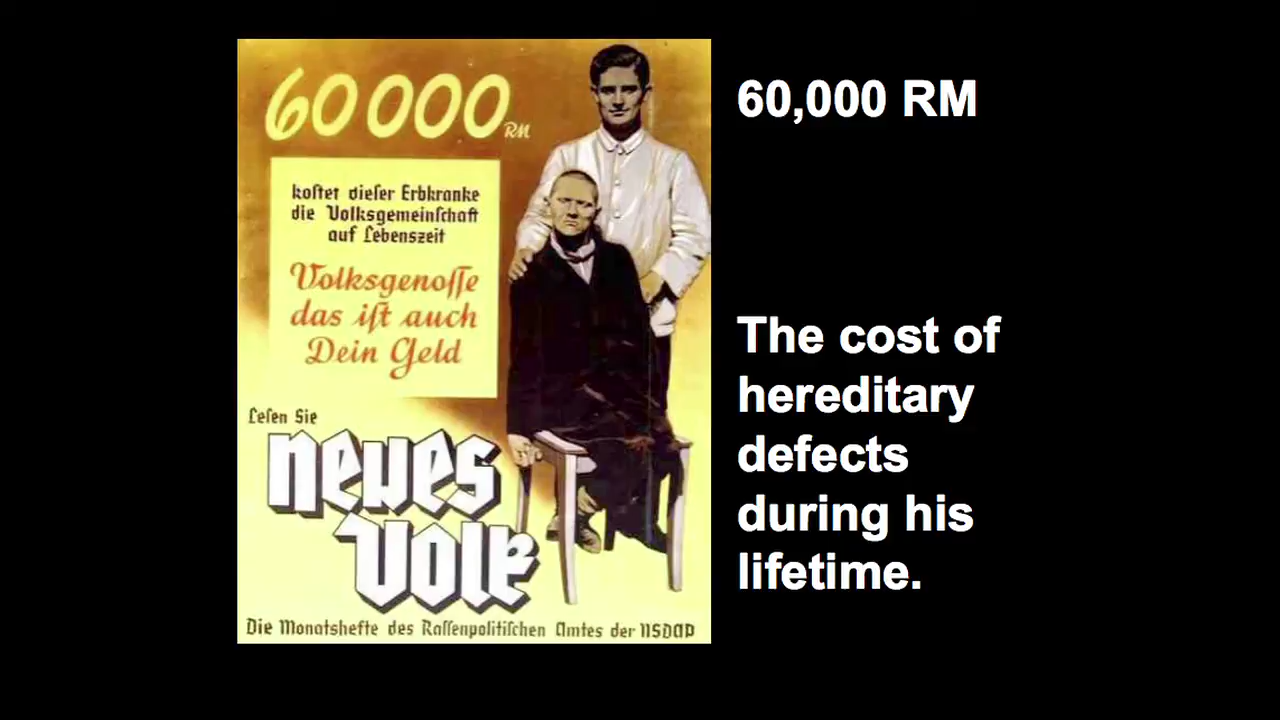 60 000 RM
kostet dieser Erbkranke
die Volksgemeinschaft
auf Lebenszeit
Volksgenosse
das ist auch
Dein Geld
Lesen Sie
neues
Volk
Die Monatshefte des Rassenpolitischen Amtes der NSDAP
60,000 RM
The cost of
hereditary
defects
during his
lifetime.